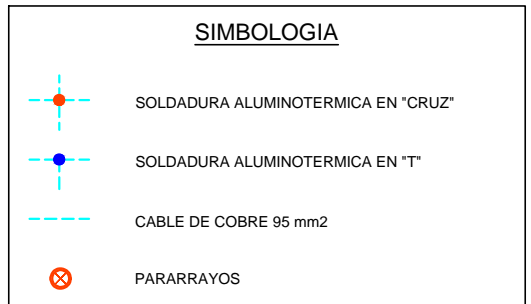 SIMBOLOGIA
SOLDADURA ALUMINOTERMICA EN "CRUZ"
SOLDADURA ALUMINOTERMICA EN "T"
CABLE DE COBRE 95 mm2
PARARRAYOS